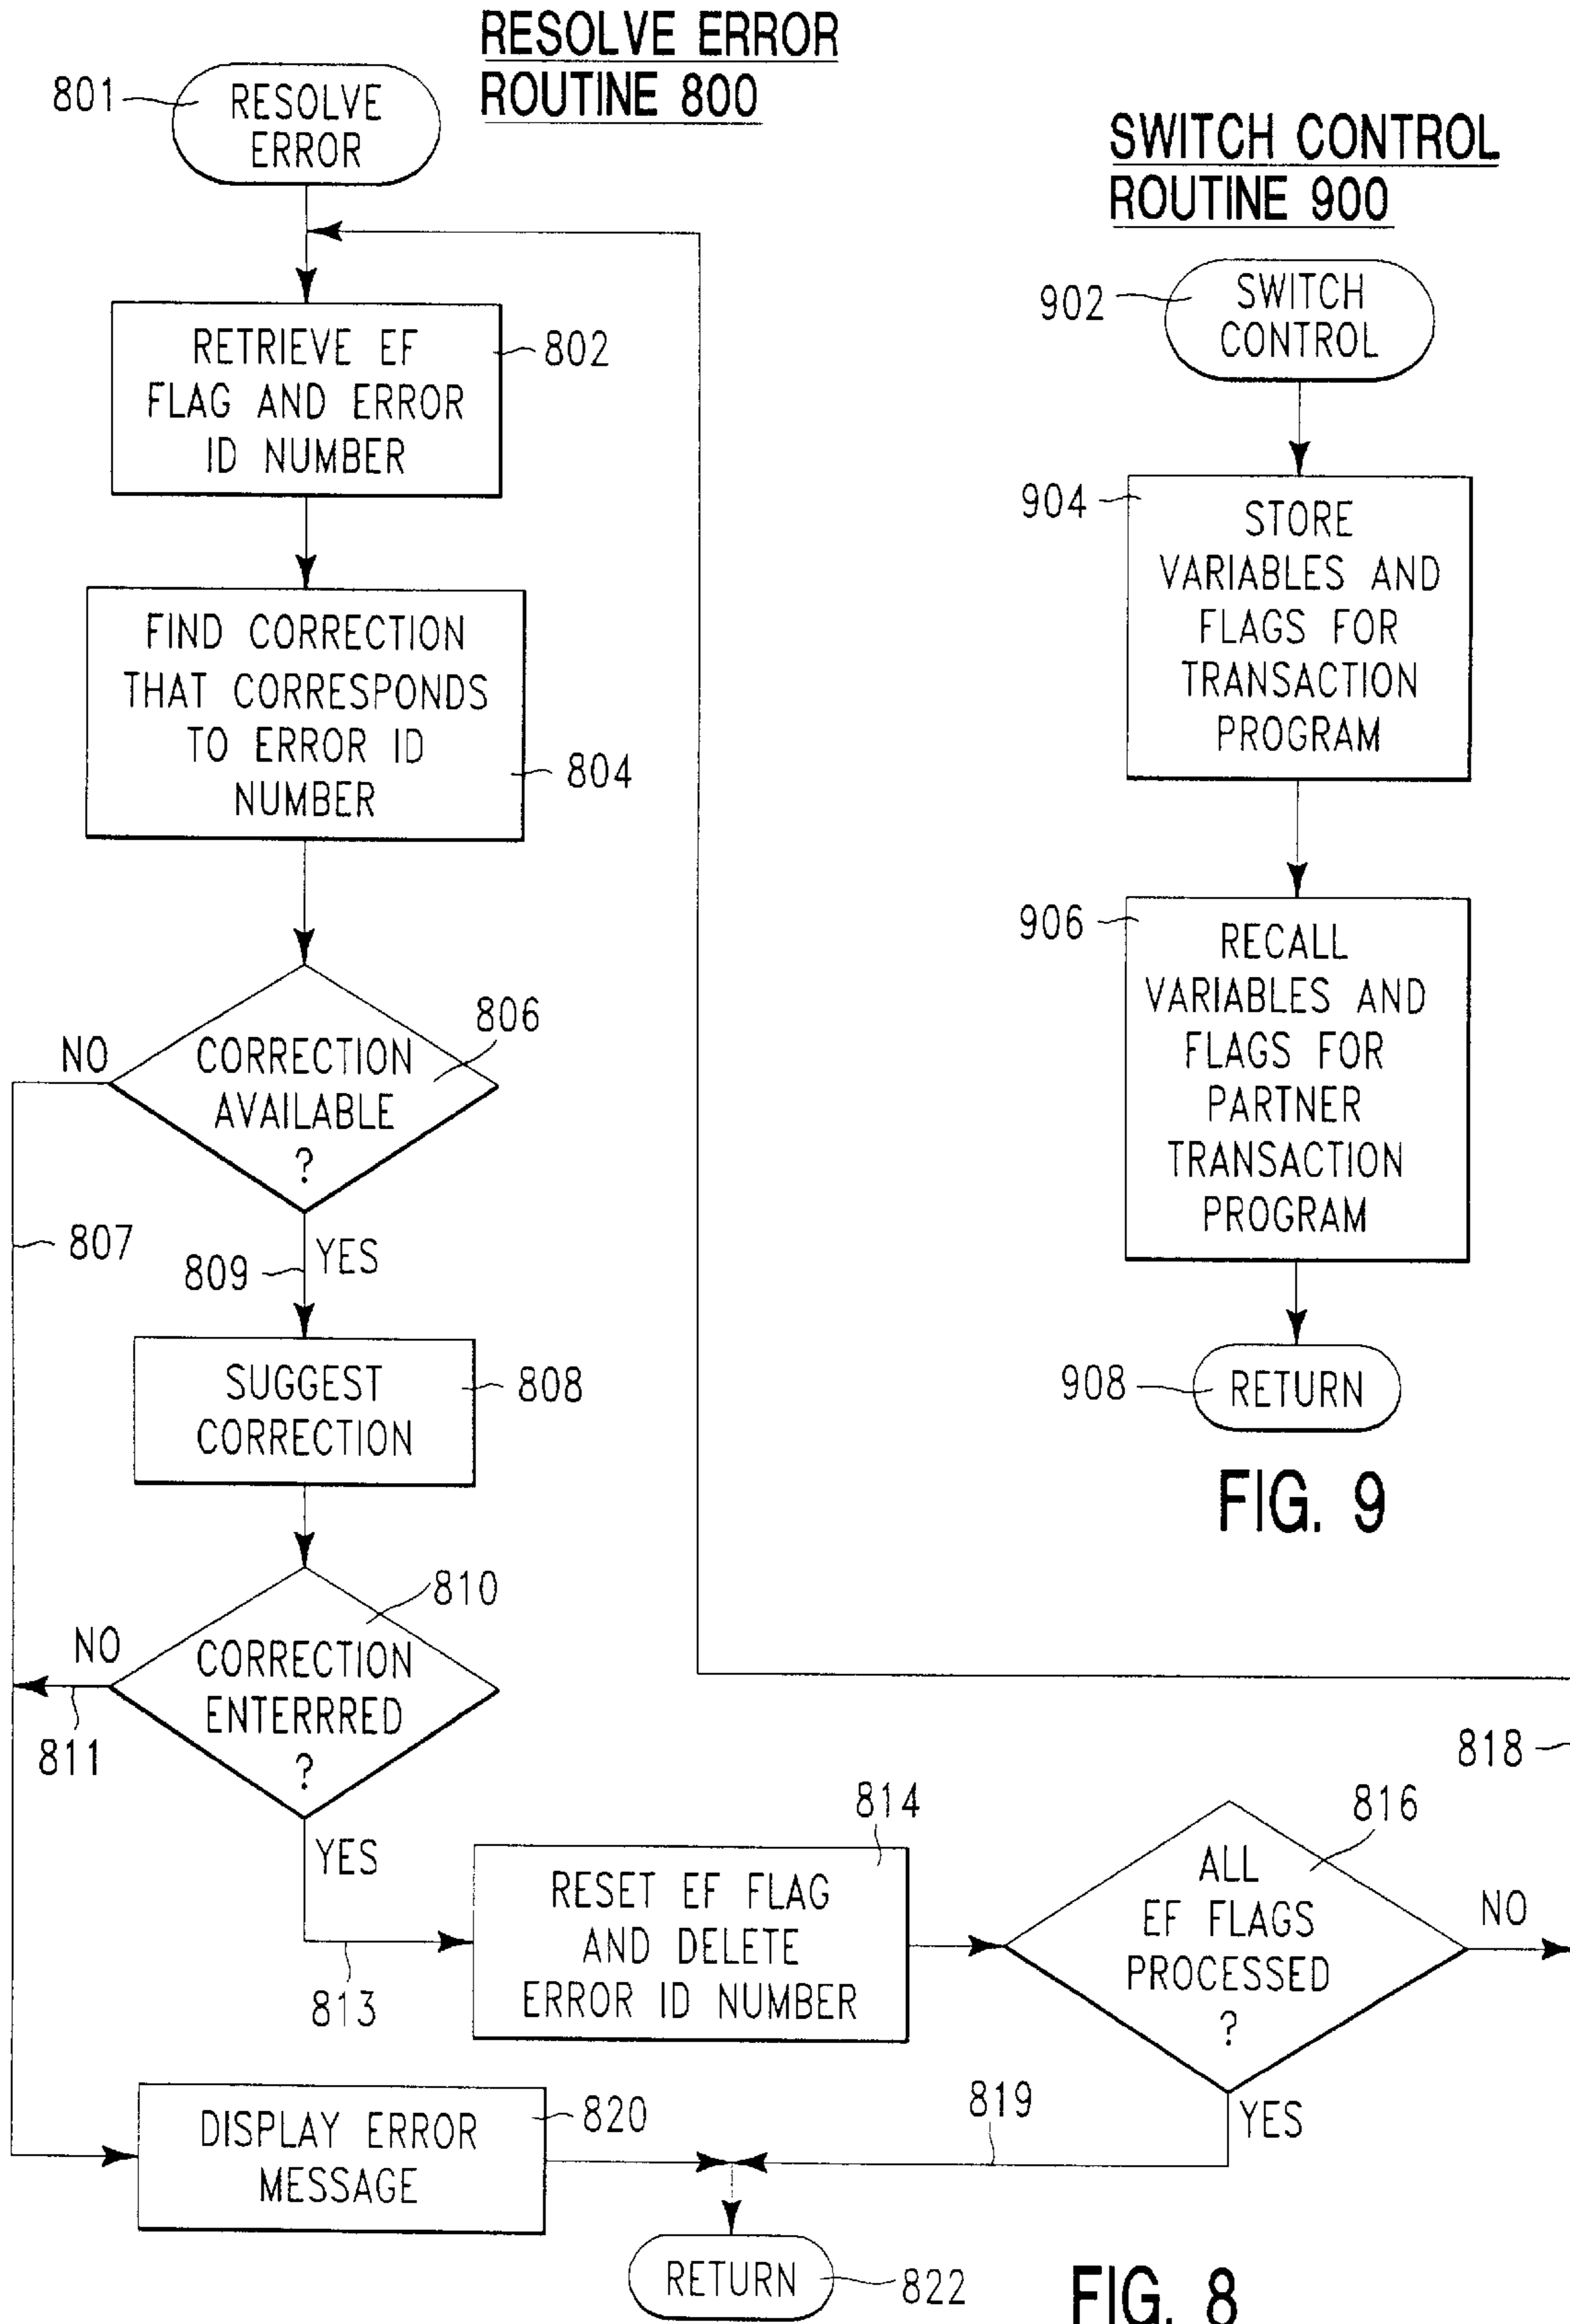 RESOLVE ERROR
ROUTINE 800
801
RESOLVE
ERROR
802
RETRIEVE EF
FLAG AND ERROR
ID NUMBER
FIND CORRECTION
THAT CORRESPONDS
TO ERROR ID
NUMBER
804
806
NO
CORRECTION
AVAILABLE
?
807
809
YES
SUGGEST
CORRECTION
808
810
NO
CORRECTION
ENTERRRED
?
811
YES
813
814
RESET EF FLAG
AND DELETE
ERROR ID NUMBER
816
818
ALL
EF FLAGS
PROCESSED
?
NO
YES
819
DISPLAY ERROR
MESSAGE
820
RETURN
822
FIG. 8
SWITCH CONTROL
ROUTINE 900
902
SWITCH
CONTROL
904
STORE
VARIABLES AND
FLAGS FOR
TRANSACTION
PROGRAM
906
RECALL
VARIABLES AND
FLAGS FOR
PARTNER
TRANSACTION
PROGRAM
908
RETURN
FIG. 9